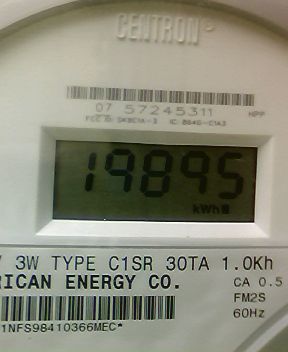 CENTRON®
07 57245311 HPP
19895
kWh
3W TYPE C1SR 30TA 1.0Kh
RICAN ENERGY CO. CA 0.5
FM2S
60Hz
1NFS98410366MEC*